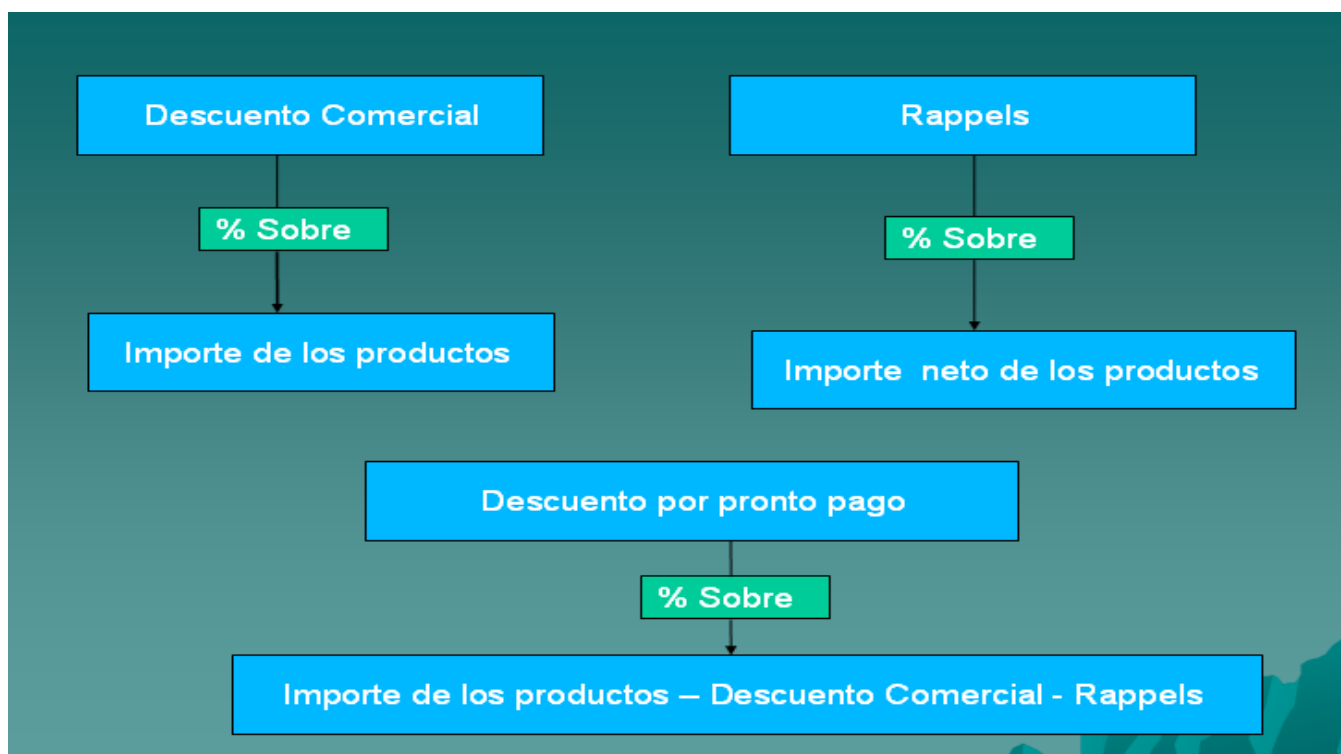 Descuento Comercial
Rappels
% Sobre
% Sobre
Importe de los productos
Importe neto de los productos
Descuento por pronto pago
% Sobre
Importe de los productos – Descuento Comercial - Rappels